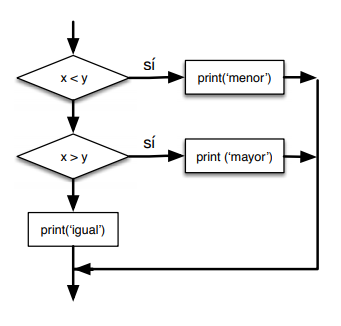 x < y
sí
print(‘menor’)
x > y
sí
print (‘mayor’)
print(‘igual’)